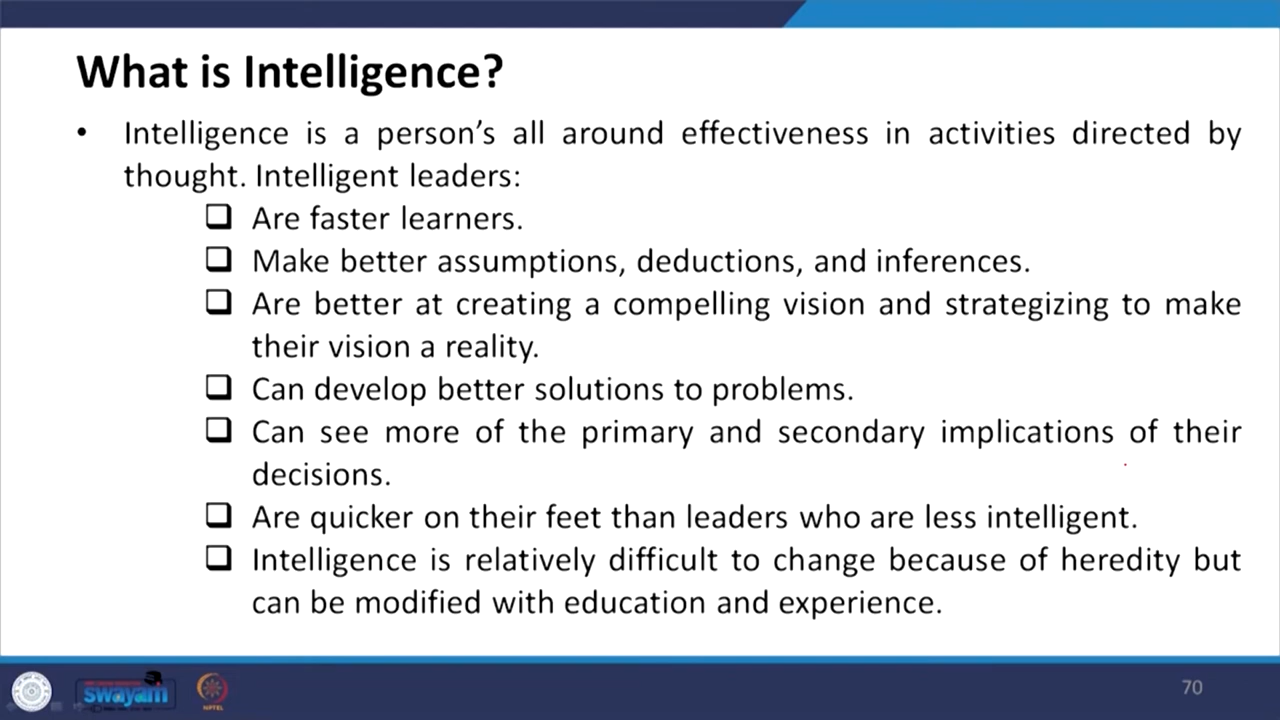 What is Intelligence?
• Intelligence is a person's all around effectiveness in activities directed by
thought. Intelligent leaders:
❑ Are faster learners.
❑ Make better assumptions, deductions, and inferences.
❑ Are better at creating a compelling vision and strategizing to make
their vision a reality.
❑ Can develop better solutions to problems.
❑ Can see more of the primary and secondary implications of their
decisions.
❑ Are quicker on their feet than leaders who are less intelligent.
❑ Intelligence is relatively difficult to change because of heredity but
can be modified with education and experience.
swayam
NPTEL
70